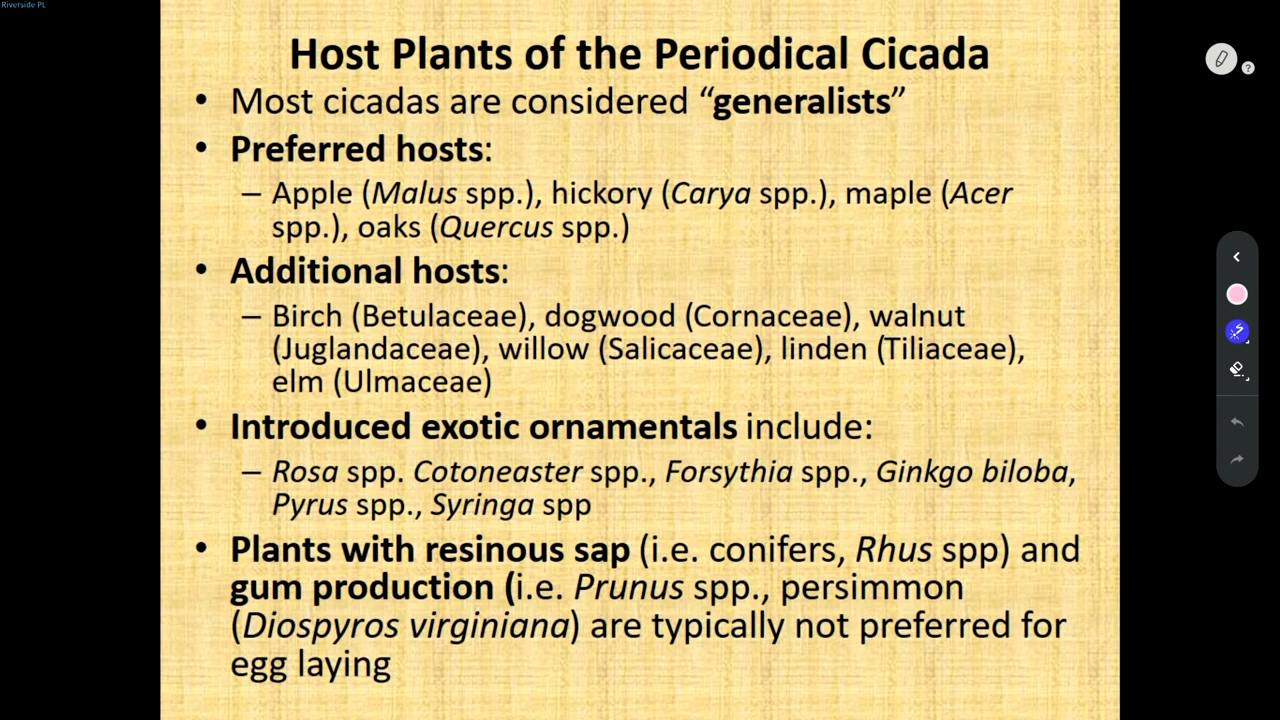 Riverside PL
Host Plants of the Periodical Cicada
• Most cicadas are considered “generalists”
• Preferred hosts:
– Apple (Malus spp.), hickory (Carya spp.), maple (Acer
spp.), oaks (Quercus spp.)
• Additional hosts:
– Birch (Betulaceae), dogwood (Cornaceae), walnut
(Juglandaceae), willow (Salicaceae), linden (Tiliaceae),
elm (Ulmaceae)
• Introduced exotic ornamentals include:
– Rosa spp. Cotoneaster spp., Forsythia spp., Ginkgo biloba,
Pyrus spp., Syringa spp
• Plants with resinous sap (i.e. conifers, Rhus spp) and
gum production (i.e. Prunus spp., persimmon
(Diospyros virginiana) are typically not preferred for
egg laying
?